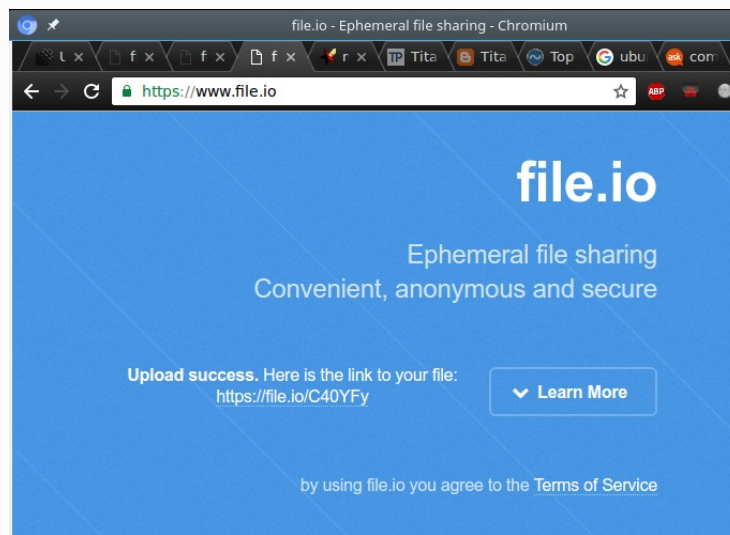 file.io - Ephemeral file sharing - Chromium
f f f r Tita Tita Top ubu com
https://www.file.io
ABP
file.io
Ephemeral file sharing
Convenient, anonymous and secure
Upload success. Here is the link to your file:
https://file.io/C40YFy
Learn More
by using file.io you agree to the Terms of Service